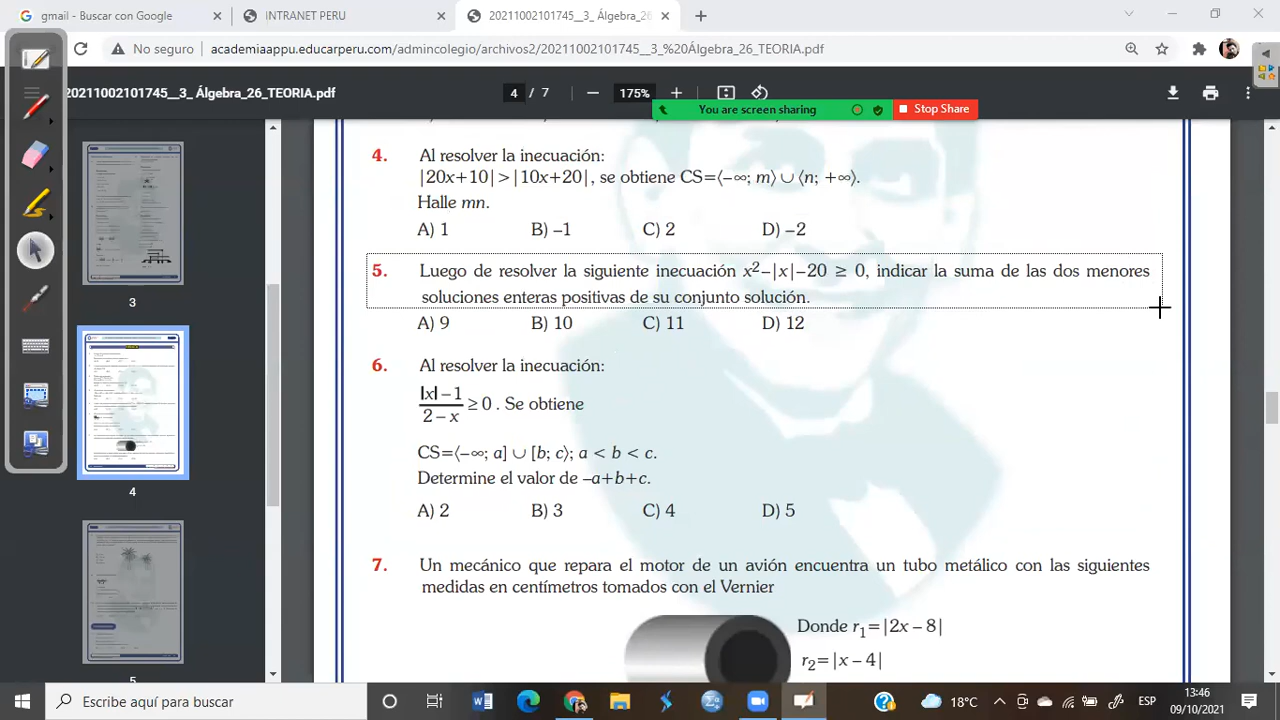 gmail - Buscar con Google
INTRANET PERU
20211002101745__3_ Álgebra_26
No seguro
academiaappu.educarperu.com/admincolegio/archivos2/20211002101745__3_%20Álgebra_26_TEORIA.pdf
20211002101745__3_ Álgebra_26_TEORIA.pdf
4 / 7
175%
You are screen sharing
Stop Share
3
4
5
4. Al resolver la inecuación:
|20x+10|>|10x+20|, se obtiene CS=⟨–∞; m⟩ ∪ ⟨n; +∞⟩.
Halle mn.
A) 1 B) –1 C) 2 D) –2
5. Luego de resolver la siguiente inecuación x²–|x|–20 ≥ 0, indicar la suma de las dos menores
soluciones enteras positivas de su conjunto solución.
A) 9 B) 10 C) 11 D) 12
6. Al resolver la inecuación:
|x| – 1
2 – x
≥ 0 . Se obtiene
CS=⟨–∞; a] ∪ [b; c⟩; a < b < c.
Determine el valor de –a+b+c.
A) 2 B) 3 C) 4 D) 5
7. Un mecánico que repara el motor de un avión encuentra un tubo metálico con las siguientes
medidas en centímetros tomados con el Vernier
Donde r₁=|2x – 8|
r₂=|x – 4|
Escribe aquí para buscar
18°C
ESP
13:46
09/10/2021